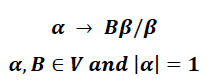 α → Bβ/β
α, B ∈ V and |α| = 1